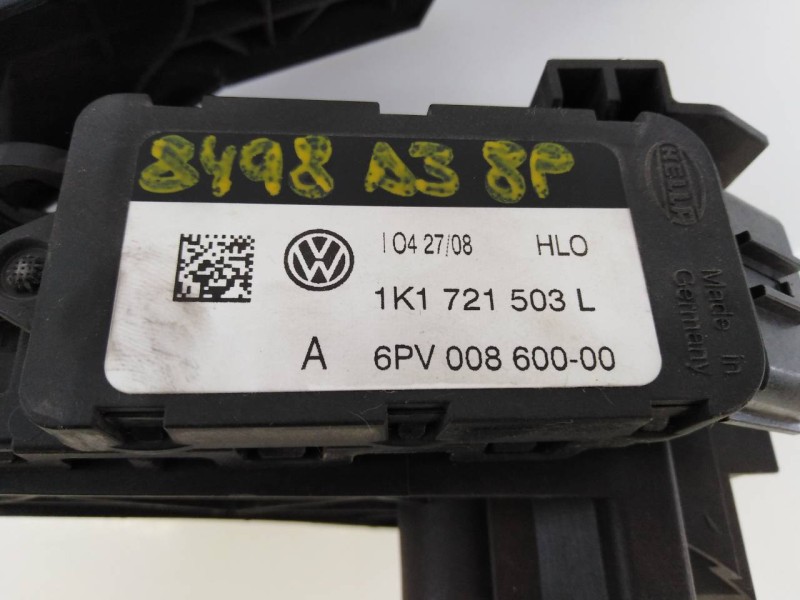 8498 A3 8P
I 04 27/08 HLO
1K1 721 503 L
A 6PV 008 600-00
HELLA
Made in
Germany